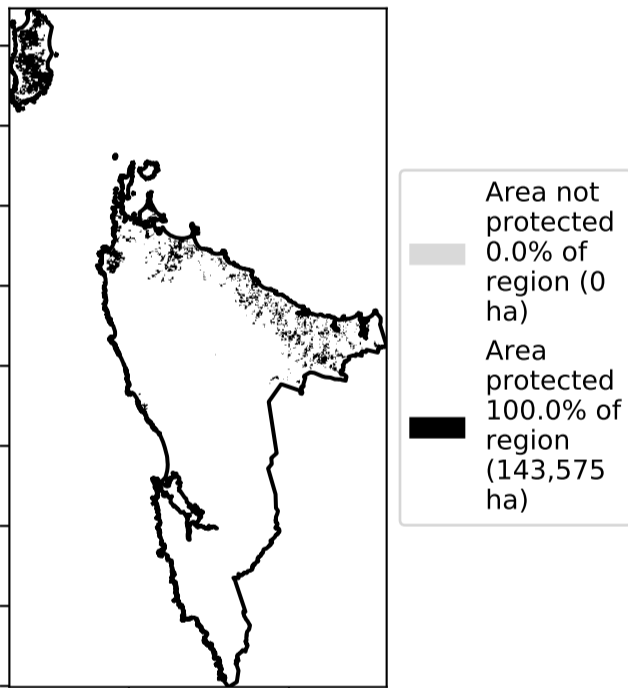 Area not
protected
0.0% of
region (0
ha)
Area
protected
100.0% of
region
(143,575
ha)